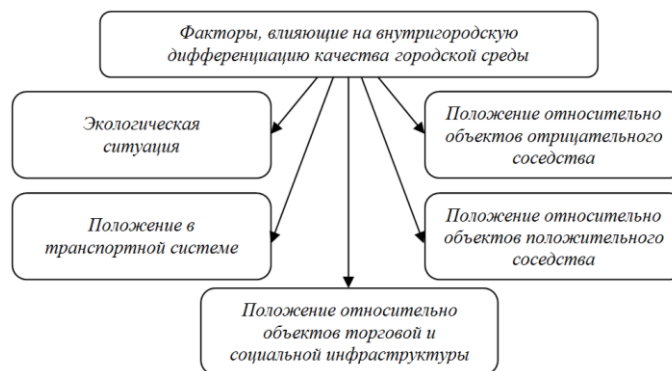 Факторы, влияющие на внутригородскую
дифференциацию качества городской среды
Экологическая
ситуация
Положение относительно
объектов отрицательного
соседства
Положение в
транспортной системе
Положение относительно
объектов положительного
соседства
Положение относительно
объектов торговой и
социальной инфраструктуры